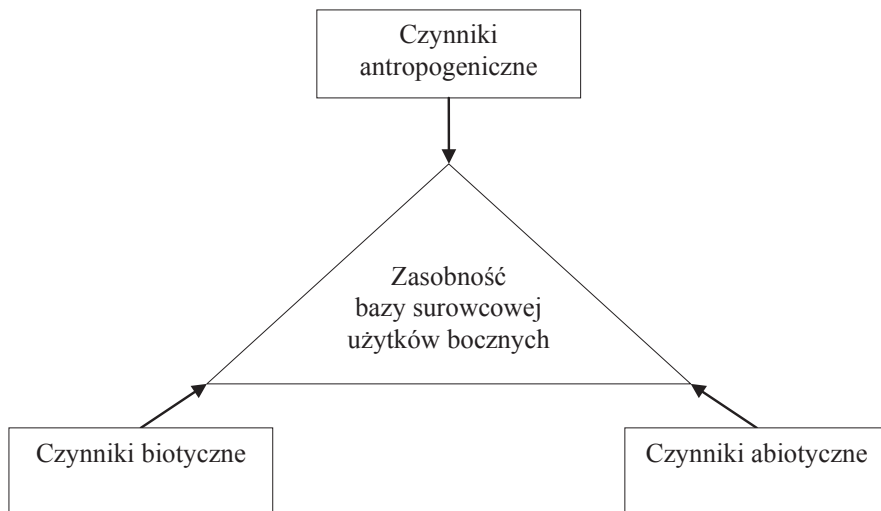 Czynniki
antropogeniczne
Zasobność
bazy surowcowej
użytków bocznych
Czynniki biotyczne
Czynniki abiotyczne